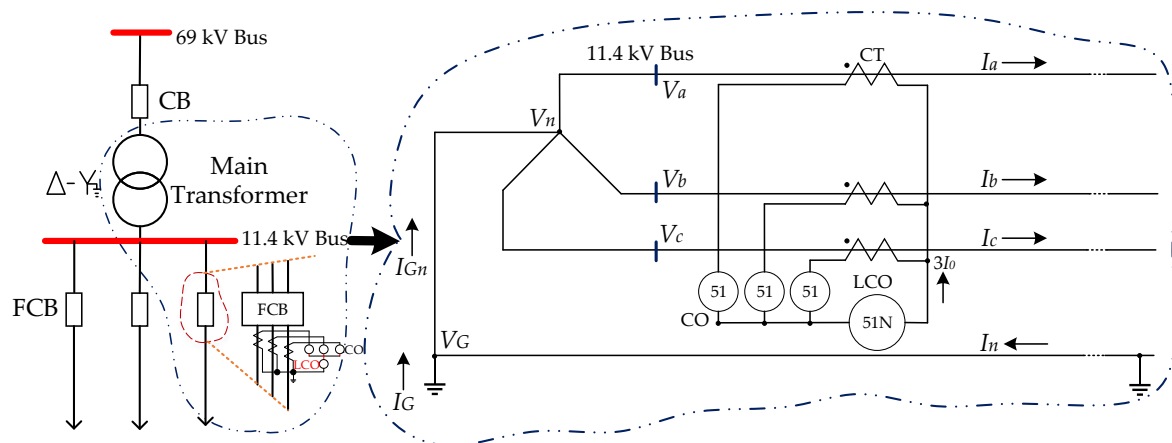 69 kV Bus
CB
Δ-Y
Main
Transformer
11.4 kV Bus
FCB
FCB
CO
LCO
11.4 kV Bus
CT
Va
Ia
Vn
Vb
Ib
Vc
Ic
IGn
3I0
LCO
51
51
51
51N
CO
VG
In
IG